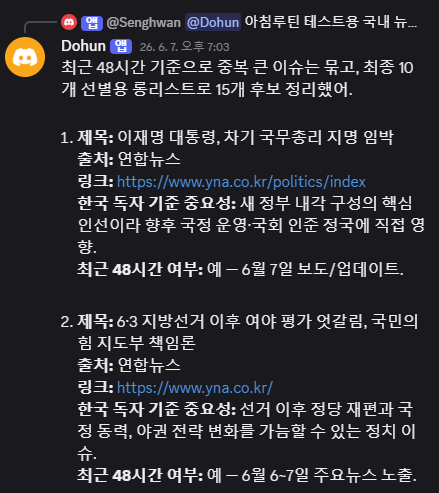 앱 @Senghwan @Dohun 아침루틴 테스트용 국내 뉴...
Dohun 앱 26. 6. 7. 오후 7:03
최근 48시간 기준으로 중복 큰 이슈는 묶고, 최종 10
개 선별용 롱리스트로 15개 후보 정리했어.
1. 제목: 이재명 대통령, 차기 국무총리 지명 임박
출처: 연합뉴스
링크: https://www.yna.co.kr/politics/index
한국 독자 기준 중요성: 새 정부 내각 구성의 핵심
인선이라 향후 국정 운영·국회 인준 정국에 직접 영
향.
최근 48시간 여부: 예 — 6월 7일 보도/업데이트.
2. 제목: 6·3 지방선거 이후 여야 평가 엇갈림, 국민의
힘 지도부 책임론
출처: 연합뉴스
링크: https://www.yna.co.kr/
한국 독자 기준 중요성: 선거 이후 정당 재편과 국
정 동력, 야권 전략 변화를 가늠할 수 있는 정치 이
슈.
최근 48시간 여부: 예 — 6월 6~7일 주요뉴스 노출.